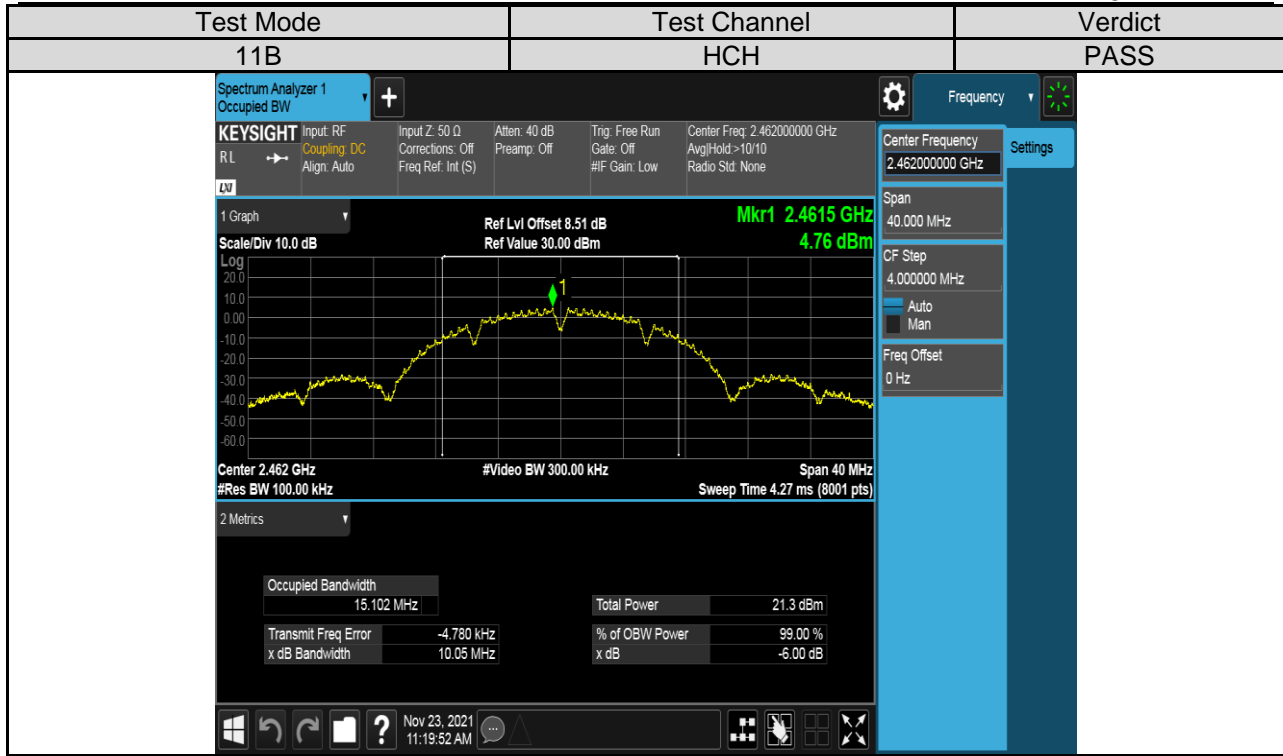 Test Mode Test Channel Verdict
11B HCH PASS
Spectrum Analyzer 1
Occupied BW
+
Frequency
KEYSIGHT Input: RF Input Z: 50 Ω Atten: 40 dB Trig: Free Run Center Freq: 2.462000000 GHz
RL Coupling: DC Corrections: Off Preamp: Off Gate: Off Avg|Hold:>10/10
Align: Auto Freq Ref: Int (S) #IF Gain: Low Radio Std: None
LXI
Center Frequency
2.462000000 GHz
Settings
Span
40.000 MHz
CF Step
4.000000 MHz
Auto
Man
Freq Offset
0 Hz
1 Graph
Ref Lvl Offset 8.51 dB
Mkr1 2.4615 GHz
Scale/Div 10.0 dB
Ref Value 30.00 dBm
4.76 dBm
Log
20.0
10.0
0.00
-10.0
-20.0
-30.0
-40.0
-50.0
-60.0
1
Center 2.462 GHz #Video BW 300.00 kHz Span 40 MHz
#Res BW 100.00 kHz Sweep Time 4.27 ms (8001 pts)
2 Metrics
Occupied Bandwidth
15.102 MHz Total Power 21.3 dBm
Transmit Freq Error -4.780 kHz % of OBW Power 99.00 %
x dB Bandwidth 10.05 MHz x dB -6.00 dB
? Nov 23, 2021
11:19:52 AM